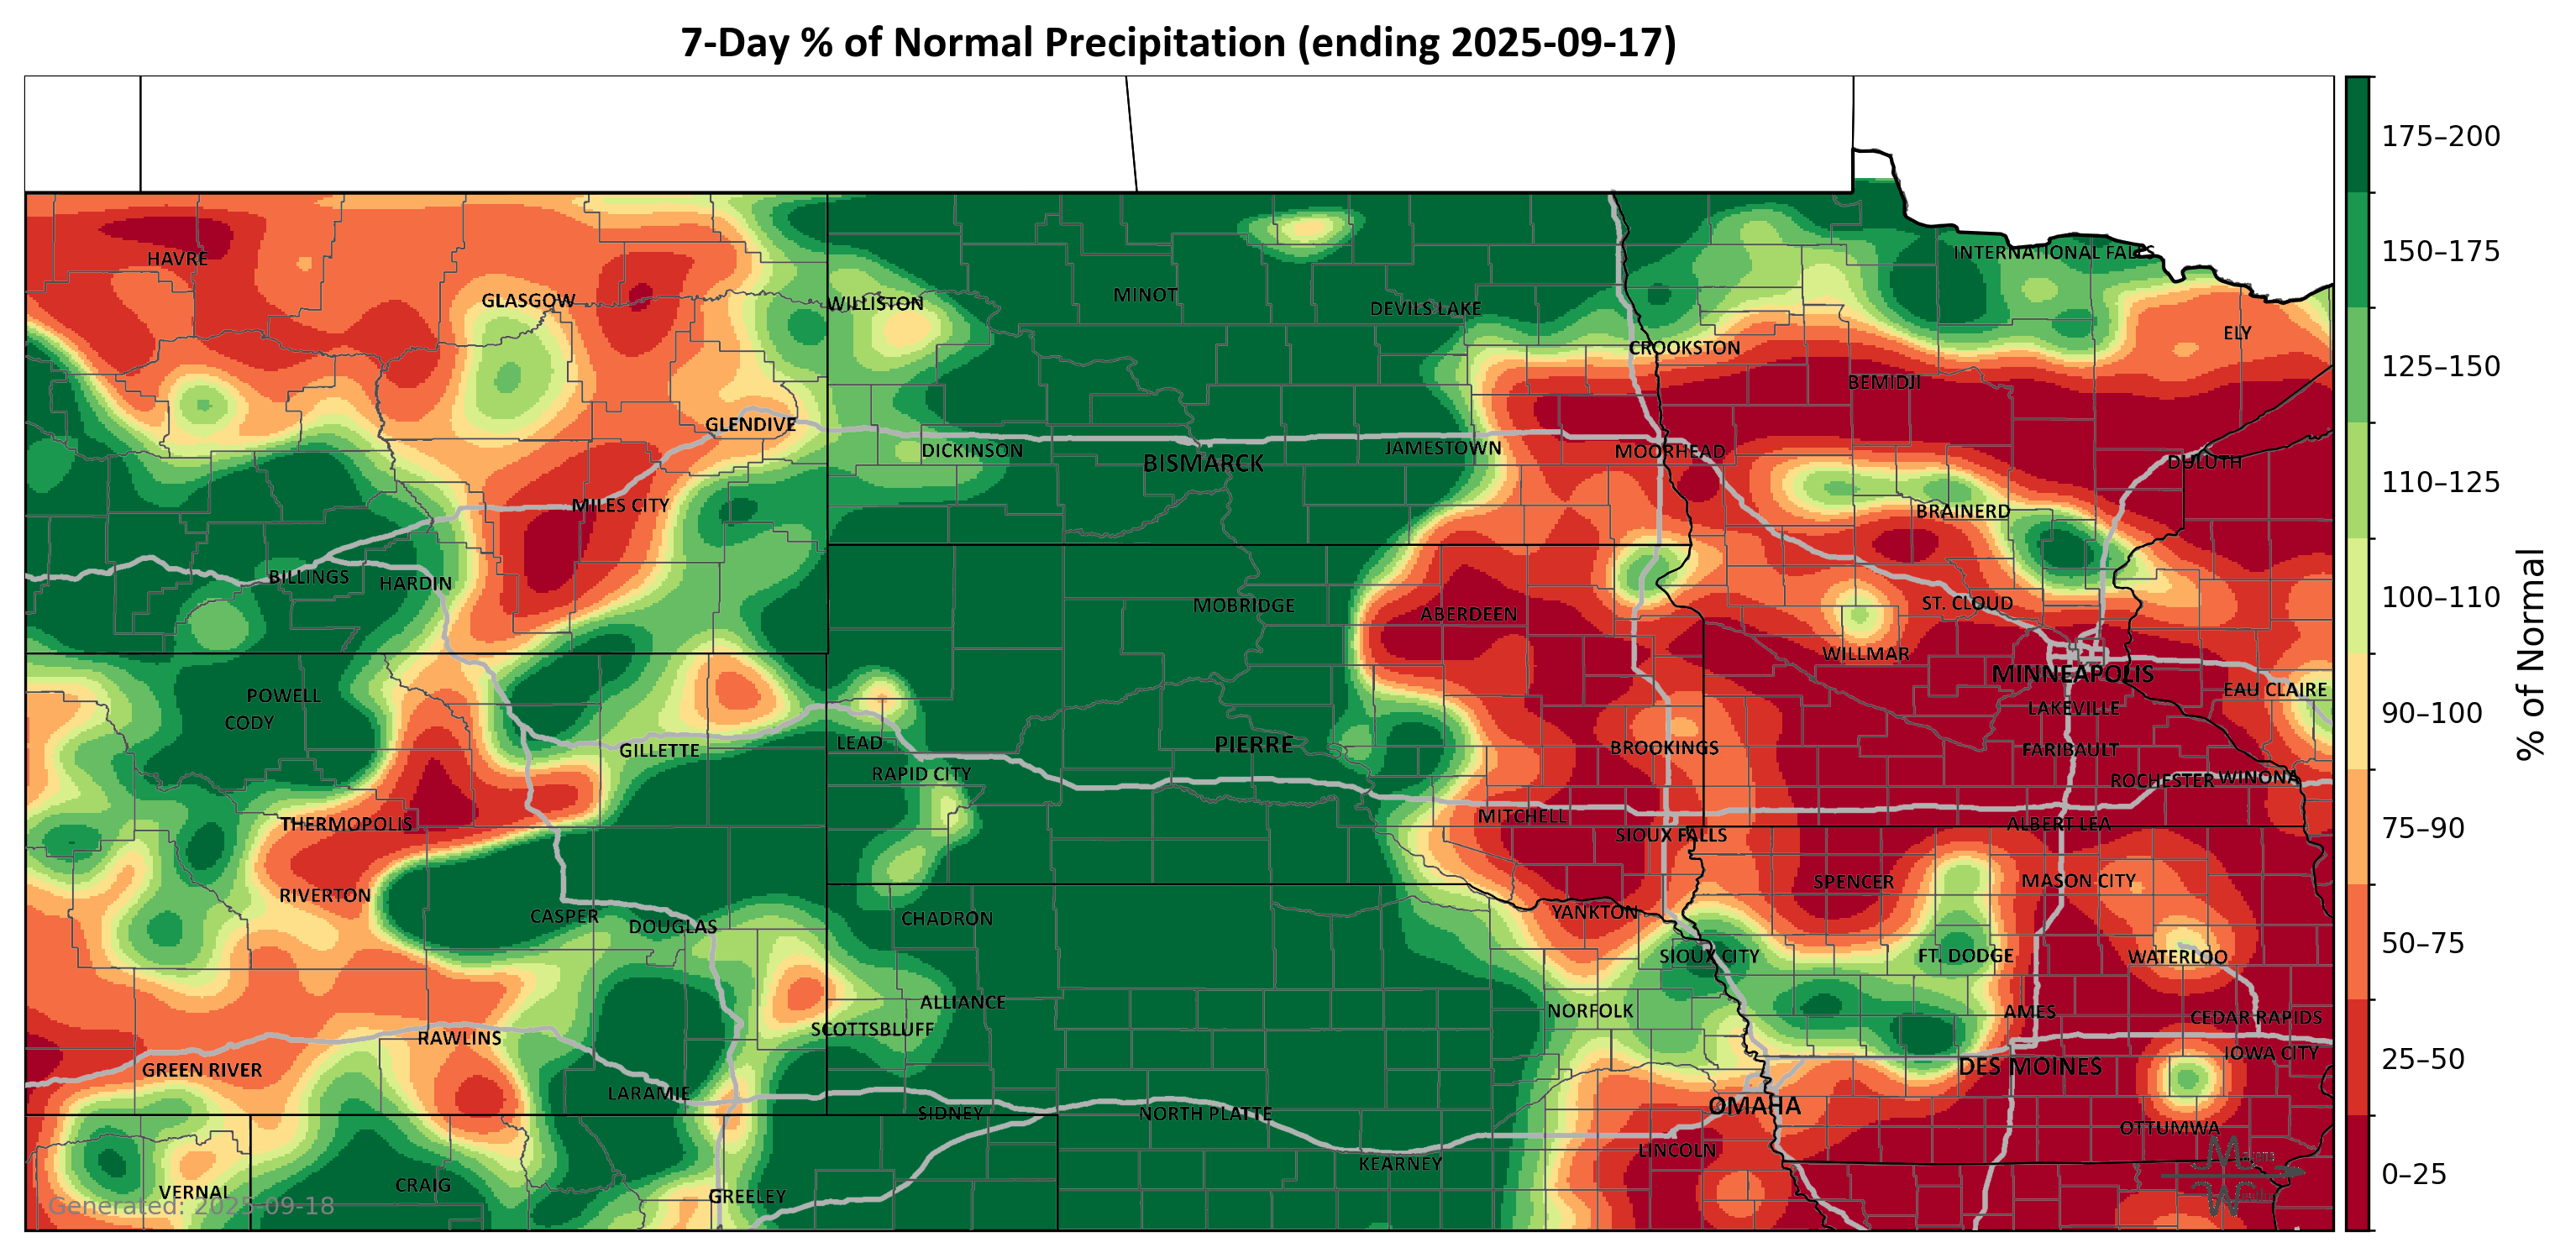 7-Day % of Normal Precipitation (ending 2025-09-17)
HAVRE
GLASGOW
WILLISTON
MINOT
DEVILS LAKE
INTERNATIONAL FALLS
CROOKSTON
ELY
BEMIDJI
GLENDIVE
DICKINSON
BISMARCK
JAMESTOWN
MOORHEAD
DULUTH
MILES CITY
BRAINERD
BILLINGS
HARDIN
MOBRIDGE
ABERDEEN
ST. CLOUD
WILLMAR
MINNEAPOLIS
POWELL
CODY
EAU CLAIRE
LAKEVILLE
GILLETTE
LEAD
PIERRE
BROOKINGS
FARIBAULT
RAPID CITY
ROCHESTER
WINONA
THERMOPOLIS
MITCHELL
SIOUX FALLS
ALBERT LEA
RIVERTON
CASPER
DOUGLAS
CHADRON
YANKTON
SPENCER
MASON CITY
SIOUX CITY
FT. DODGE
WATERLOO
ALLIANCE
SCOTTSBLUFF
NORFOLK
AMES
CEDAR RAPIDS
RAWLINS
GREEN RIVER
DES MOINES
IOWA CITY
LARAMIE
SIDNEY
NORTH PLATTE
OMAHA
OTTUMWA
KEARNEY
LINCOLN
VERNAL
CRAIG
GREELEY
Generated: 2025-09-18
175–200
150–175
125–150
110–125
100–110
90–100
75–90
50–75
25–50
0–25
% of Normal